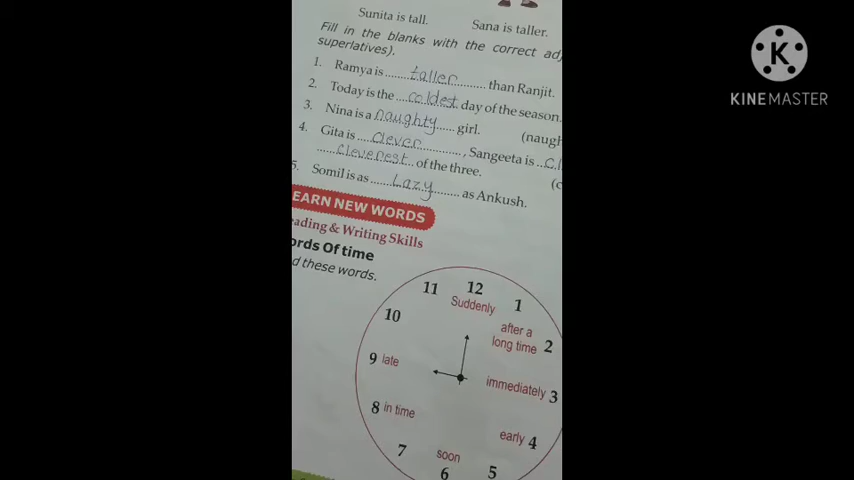 Sunita is tall. Sana is taller.
Fill in the blanks with the correct
superlatives).
1. Ramya is taller than Ranjit.
2. Today is the coldest day of the season.
3. Nina is a naughty girl.
4. Gita is clever, Sangeeta is
cleverest of the three.
5. Somil is as Lazy as Ankush.
EARN NEW WORDS
eading & Writing Skills
ords Of time
d these words.
12
Suddenly
11
1
10
after a
long time 2
9 late
immediately 3
8 in time
early 4
7
soon
6
5
K
KINEMASTER